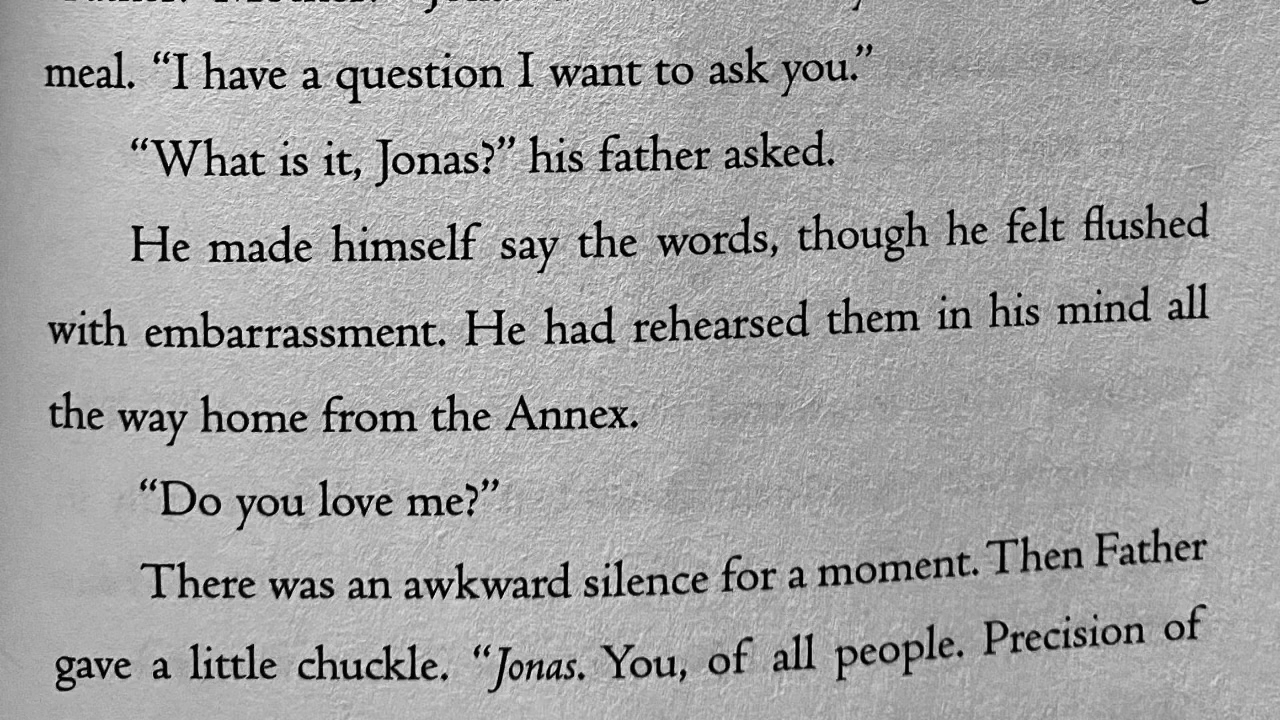 meal. “I have a question I want to ask you.”
“What is it, Jonas?” his father asked.
He made himself say the words, though he felt flushed
with embarrassment. He had rehearsed them in his mind all
the way home from the Annex.
“Do you love me?”
There was an awkward silence for a moment. Then Father
gave a little chuckle. “Jonas. You, of all people. Precision of